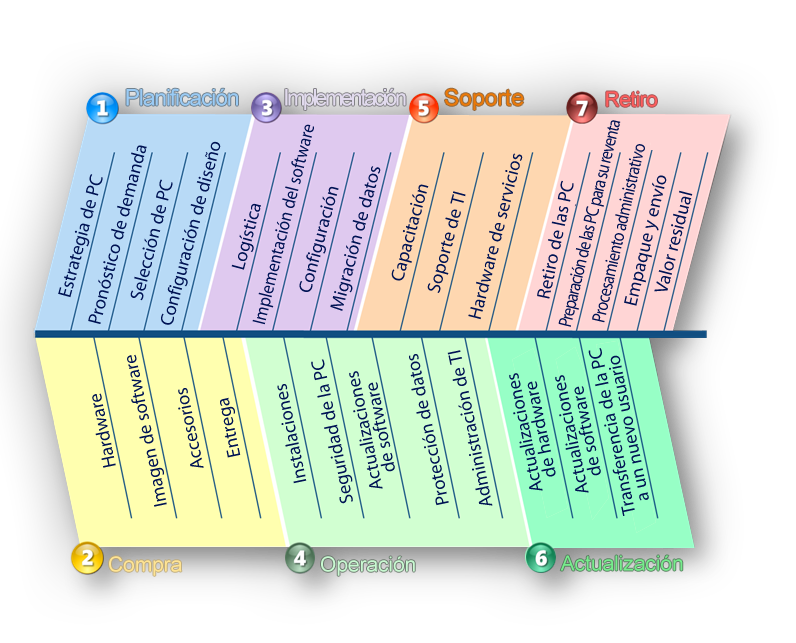 1 Planificación
Estrategia de PC
Pronóstico de demanda
Selección de PC
Configuración de diseño
3 Implementación
Logística
Implementación del software
Configuración
Migración de datos
5 Soporte
Capacitación
Soporte de TI
Hardware de servicios
7 Retiro
Retiro de las PC
Preparación de las PC para su reventa
Procesamiento administrativo
Empaque y envío
Valor residual
Hardware
Imagen de software
Accesorios
Entrega
2 Compra
Instalaciones
Seguridad de la PC
Actualizaciones
de software
Protección de datos
Administración de TI
4 Operación
Actualizaciones
de hardware
Actualizaciones
de software
Transferencia de la PC
a un nuevo usuario
6 Actualización